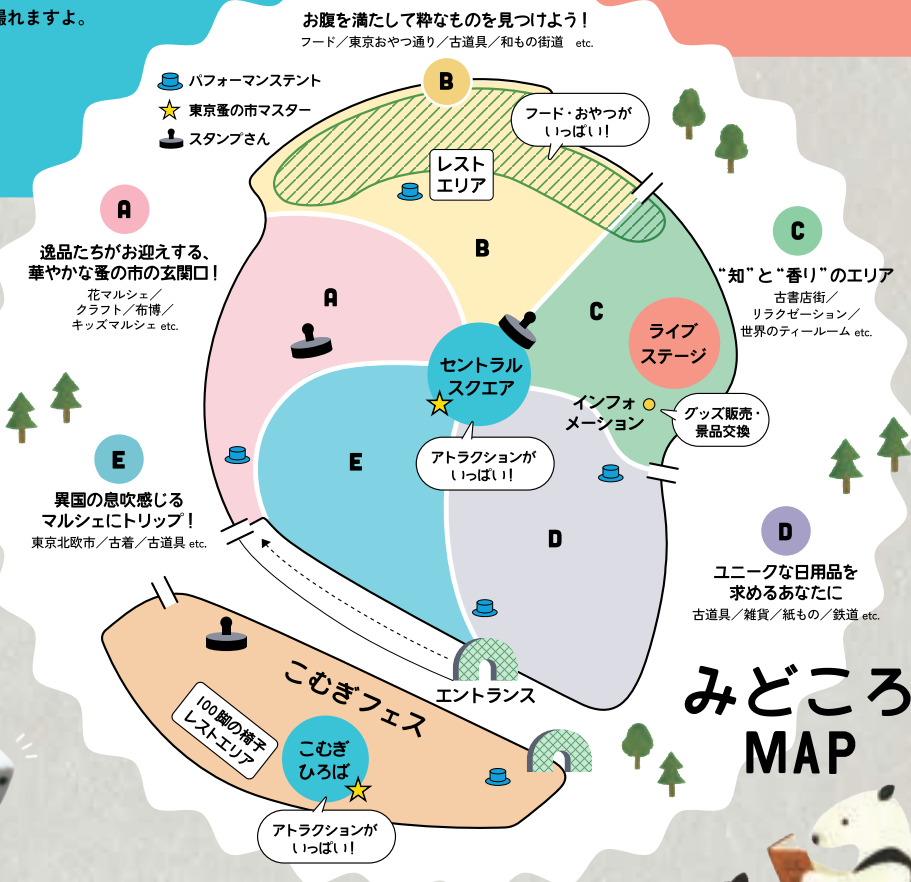 撮れますよ。
お腹を満たして粋なものを見つけよう！
フード／東京おやつ通り／古道具／和もの街道　etc.
パフォーマンステント
東京蚤の市マスター
スタンプさん
B
フード・おやつが
いっぱい！
レスト
エリア
B
A
逸品たちがお迎えする、
華やかな蚤の市の玄関口！
花マルシェ／
クラフト／布博／
キッズマルシェ etc.
A
C
“知”と“香り”のエリア
古書店街／
リラクゼーション／
世界のティールーム etc.
C
ライブ
ステージ
セントラル
スクエア
インフォ
メーション
グッズ販売・
景品交換
アトラクションが
いっぱい！
E
異国の息吹感じる
マルシェにトリップ！
東京北欧市／古着／古道具 etc.
E
D
D
ユニークな日用品を
求めるあなたに
古道具／雑貨／紙もの／鉄道 etc.
エントランス
こむぎフェス
100脚の椅子
レストエリア
こむぎ
ひろば
アトラクションが
いっぱい！
みどころ
MAP